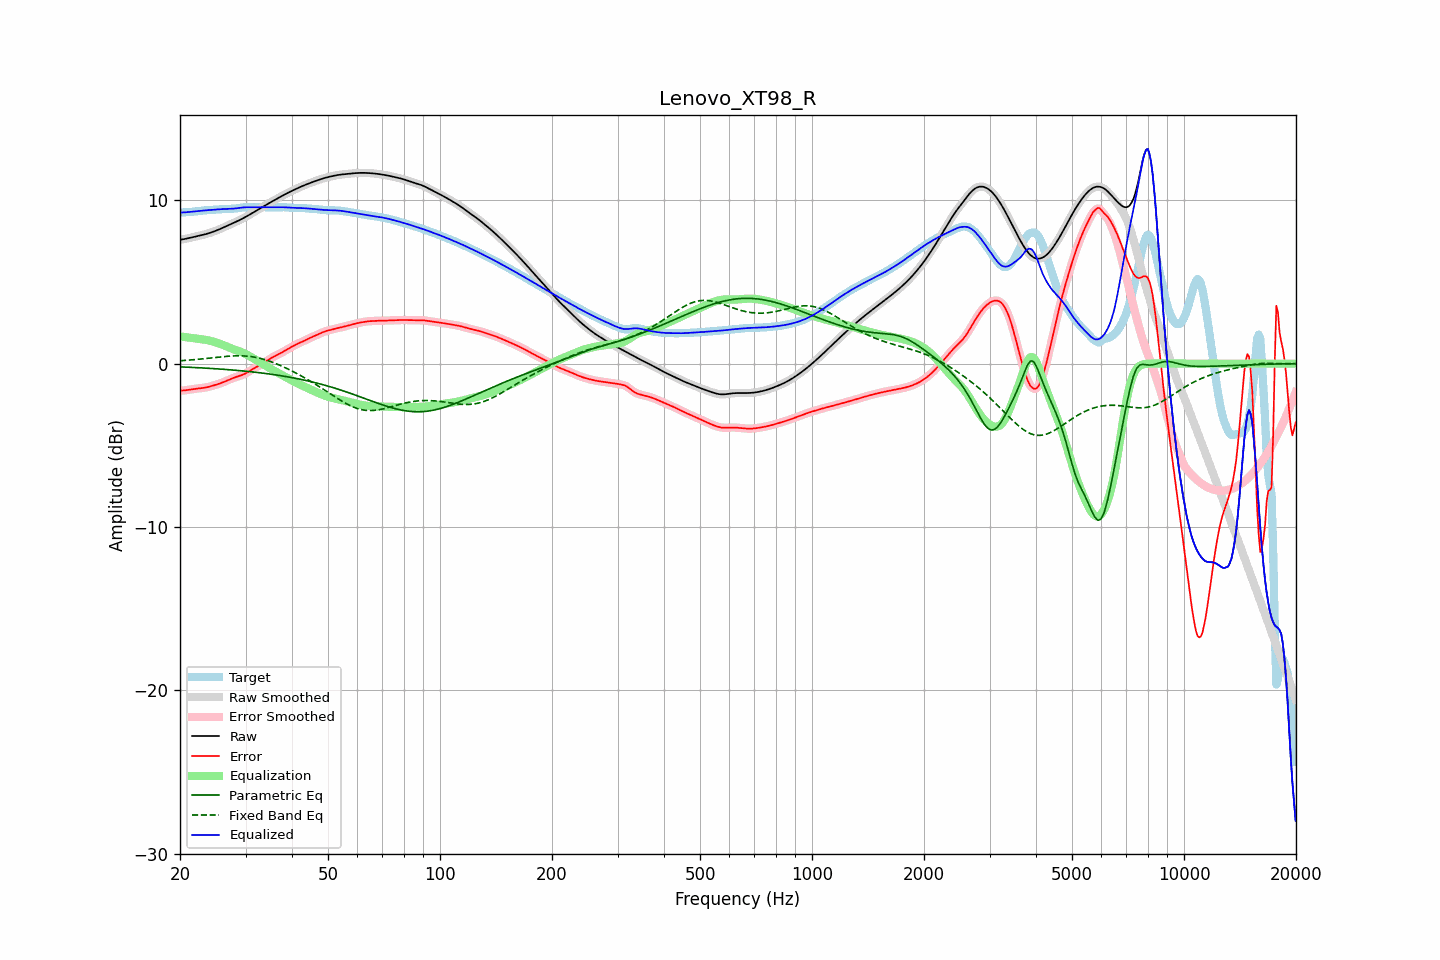 Lenovo_XT98_R
Amplitude (dBr)
10
0
−10
−20
−30
Target
Raw Smoothed
Error Smoothed
Raw
Error
Equalization
Parametric Eq
Fixed Band Eq
Equalized
20 50 100 200 500 1000 2000 5000 10000 20000
Frequency (Hz)